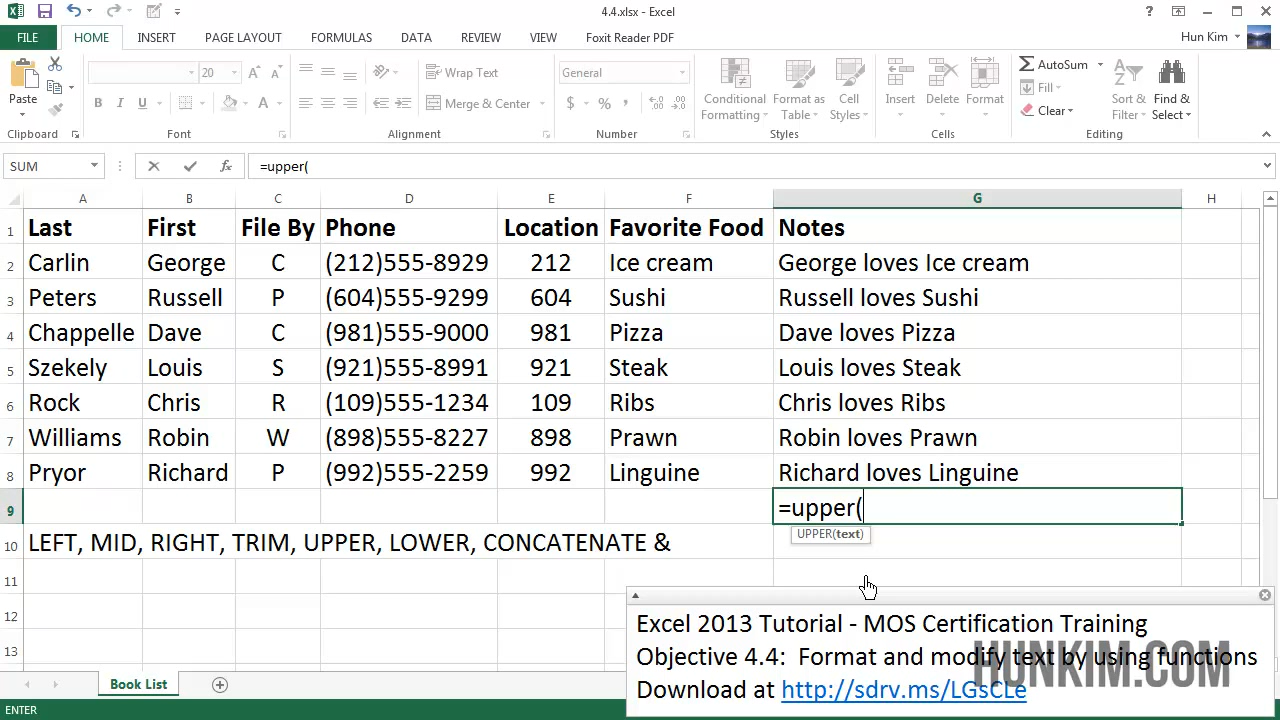 4.4.xlsx - Excel
FILE HOME INSERT PAGE LAYOUT FORMULAS DATA REVIEW VIEW Foxit Reader PDF Hun Kim
Paste
20
B I U A
Wrap Text
Merge & Center
General
$ % ,
Conditional Formatting
Format as Table
Cell Styles
Insert Delete Format
AutoSum
Fill
Clear
Sort & Filter
Find & Select
Clipboard Font Alignment Number Styles Cells Editing
SUM fx =upper(
A B C D E F G H
1 Last First File By Phone Location Favorite Food Notes
2 Carlin George C (212)555-8929 212 Ice cream George loves Ice cream
3 Peters Russell P (604)555-9299 604 Sushi Russell loves Sushi
4 Chappelle Dave C (981)555-9000 981 Pizza Dave loves Pizza
5 Szekely Louis S (921)555-8991 921 Steak Louis loves Steak
6 Rock Chris R (109)555-1234 109 Ribs Chris loves Ribs
7 Williams Robin W (898)555-8227 898 Prawn Robin loves Prawn
8 Pryor Richard P (992)555-2259 992 Linguine Richard loves Linguine
9 =upper(
UPPER(text)
10 LEFT, MID, RIGHT, TRIM, UPPER, LOWER, CONCATENATE &
11
12
13
Excel 2013 Tutorial - MOS Certification Training
Objective 4.4: Format and modify text by using functions
Download at http://sdrv.ms/LGsCLe
HUNKIM.COM
Book List
ENTER